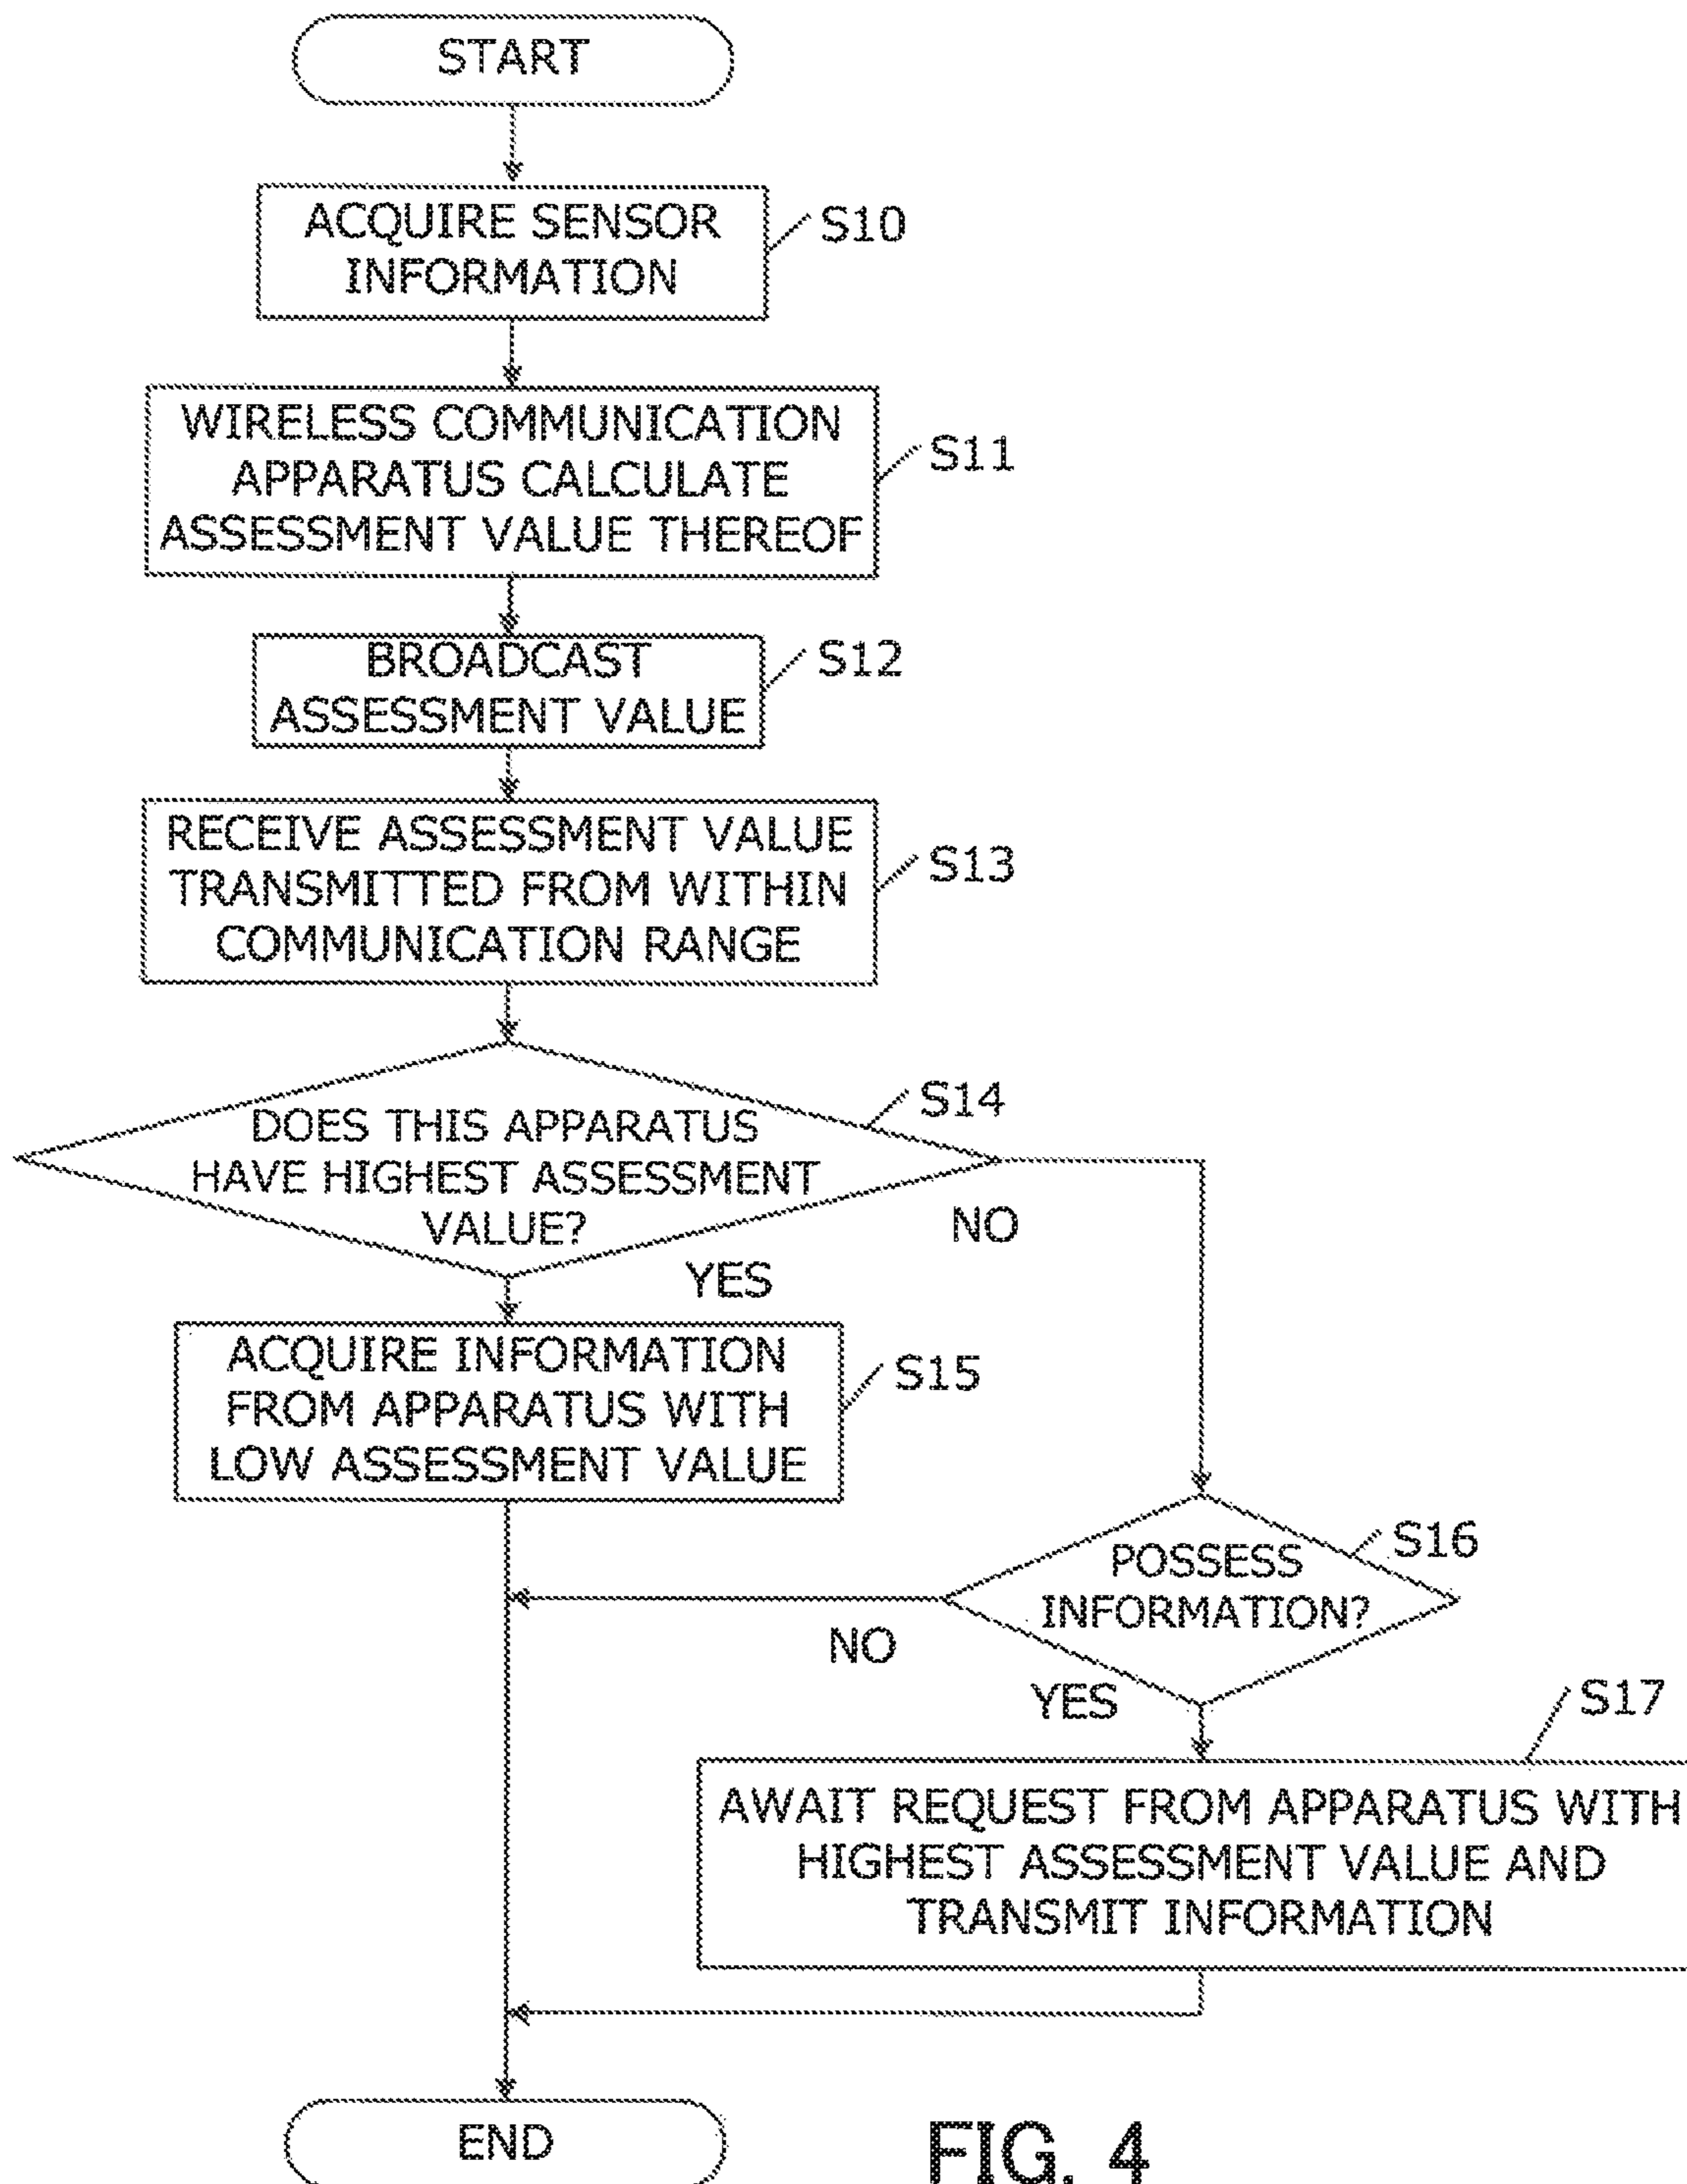 START
ACQUIRE SENSOR
INFORMATION
S10
WIRELESS COMMUNICATION
APPARATUS CALCULATE
ASSESSMENT VALUE THEREOF
S11
BROADCAST
ASSESSMENT VALUE
S12
RECEIVE ASSESSMENT VALUE
TRANSMITTED FROM WITHIN
COMMUNICATION RANGE
S13
DOES THIS APPARATUS
HAVE HIGHEST ASSESSMENT
VALUE?
S14
NO
YES
ACQUIRE INFORMATION
FROM APPARATUS WITH
LOW ASSESSMENT VALUE
S15
POSSESS
INFORMATION?
S16
NO
YES
S17
AWAIT REQUEST FROM APPARATUS WITH
HIGHEST ASSESSMENT VALUE AND
TRANSMIT INFORMATION
END
FIG. 4